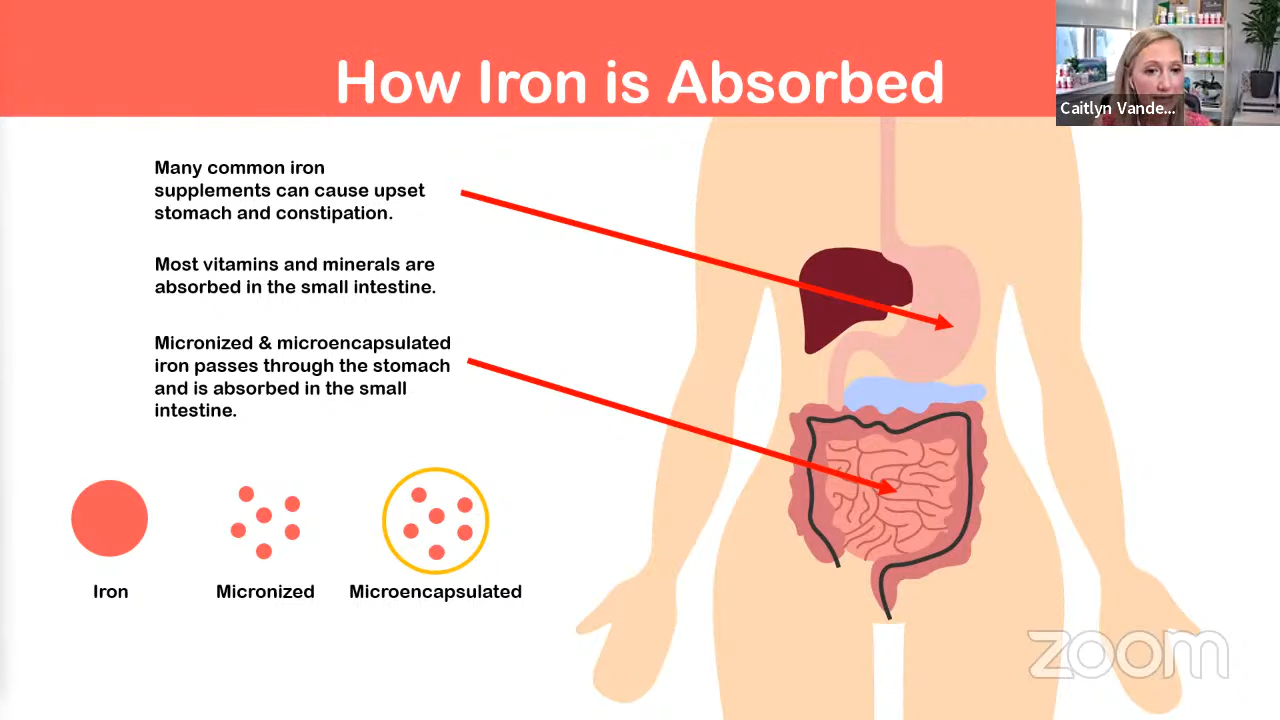 How Iron is Absorbed
Caitlyn Vande...
Many common iron
supplements can cause upset
stomach and constipation.
Most vitamins and minerals are
absorbed in the small intestine.
Micronized & microencapsulated
iron passes through the stomach
and is absorbed in the small
intestine.
Iron
Micronized
Microencapsulated
zoom